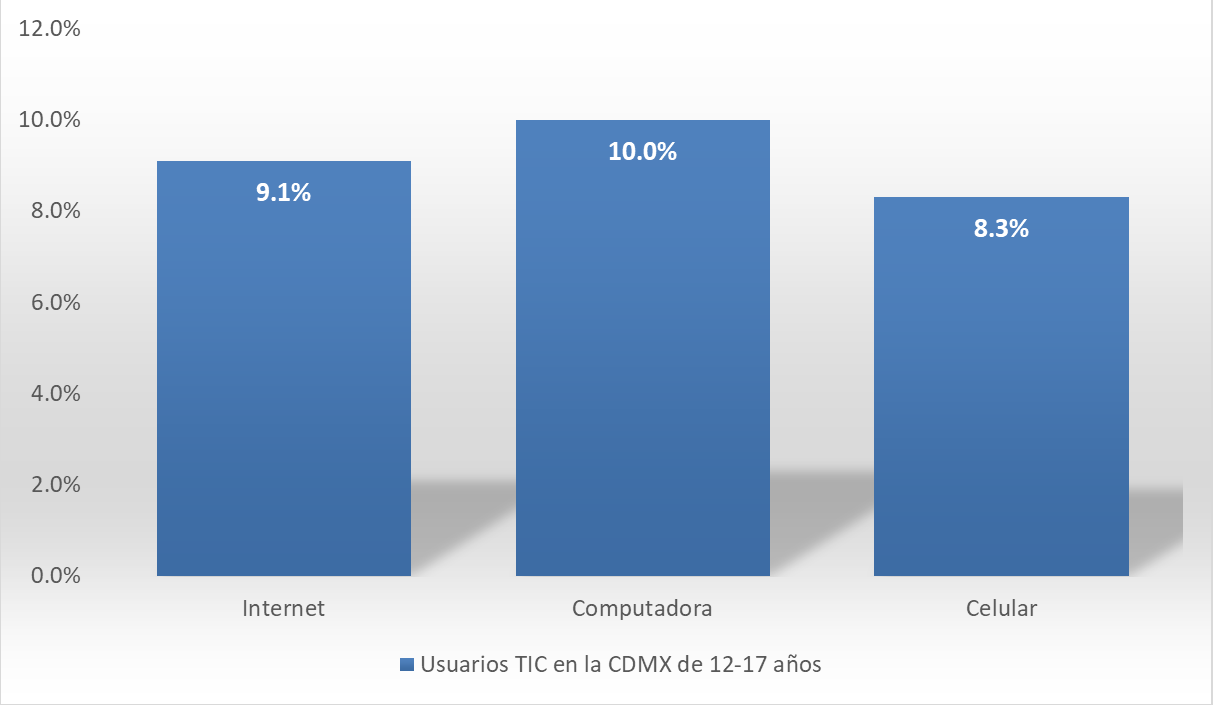 12.0%
10.0%
8.0%
6.0%
4.0%
2.0%
0.0%
9.1%
10.0%
8.3%
Internet
Computadora
Celular
Usuarios TIC en la CDMX de 12-17 años